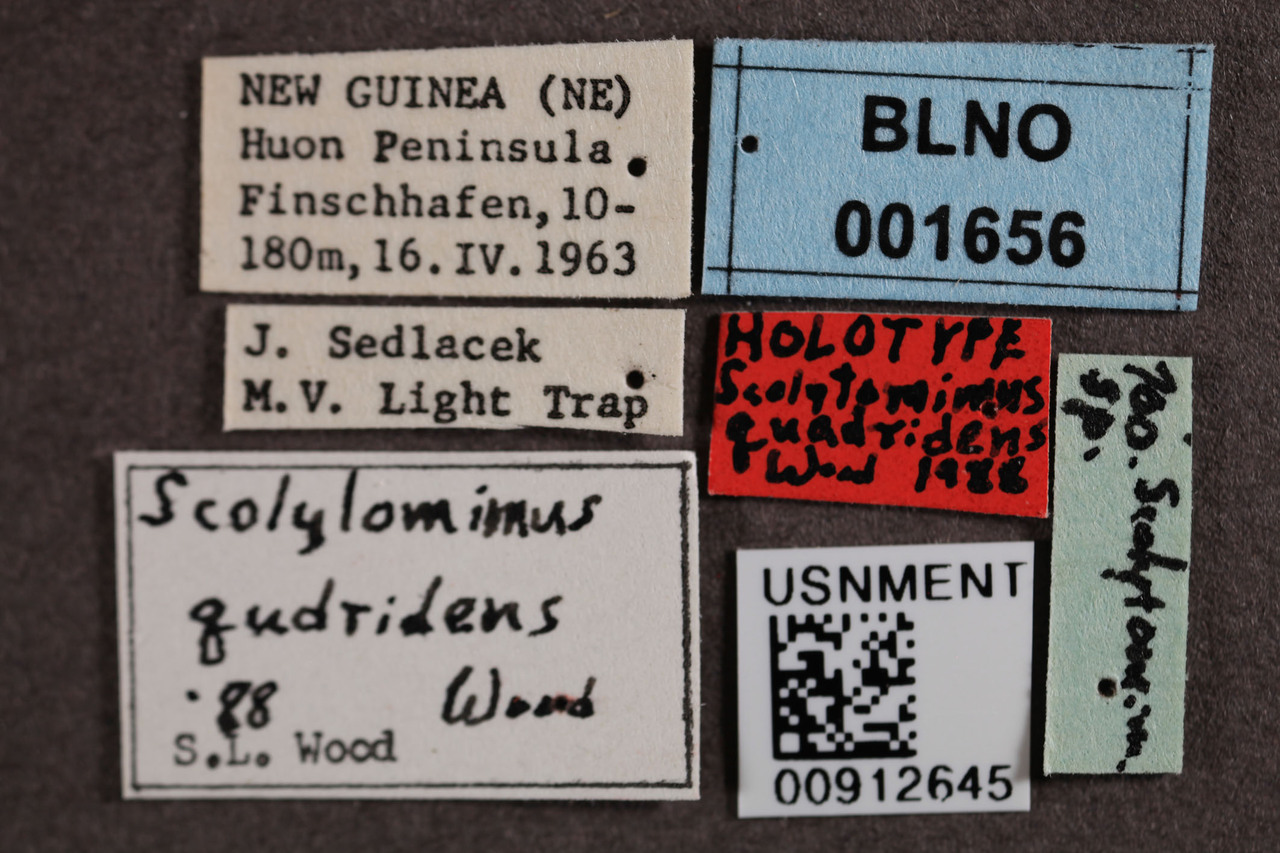 NEW GUINEA (NE)
Huon Peninsula
Finschhafen, 10-
180m, 16. IV. 1963
BLNO
001656
J. Sedlacek
M.V. Light Trap
HOLOTYPE
Scolytomimus
quadridens
Wood 1988
Scolytomimus
qudridens
'88 Wood
S.L. Wood
USNMENT
00912645
sp.